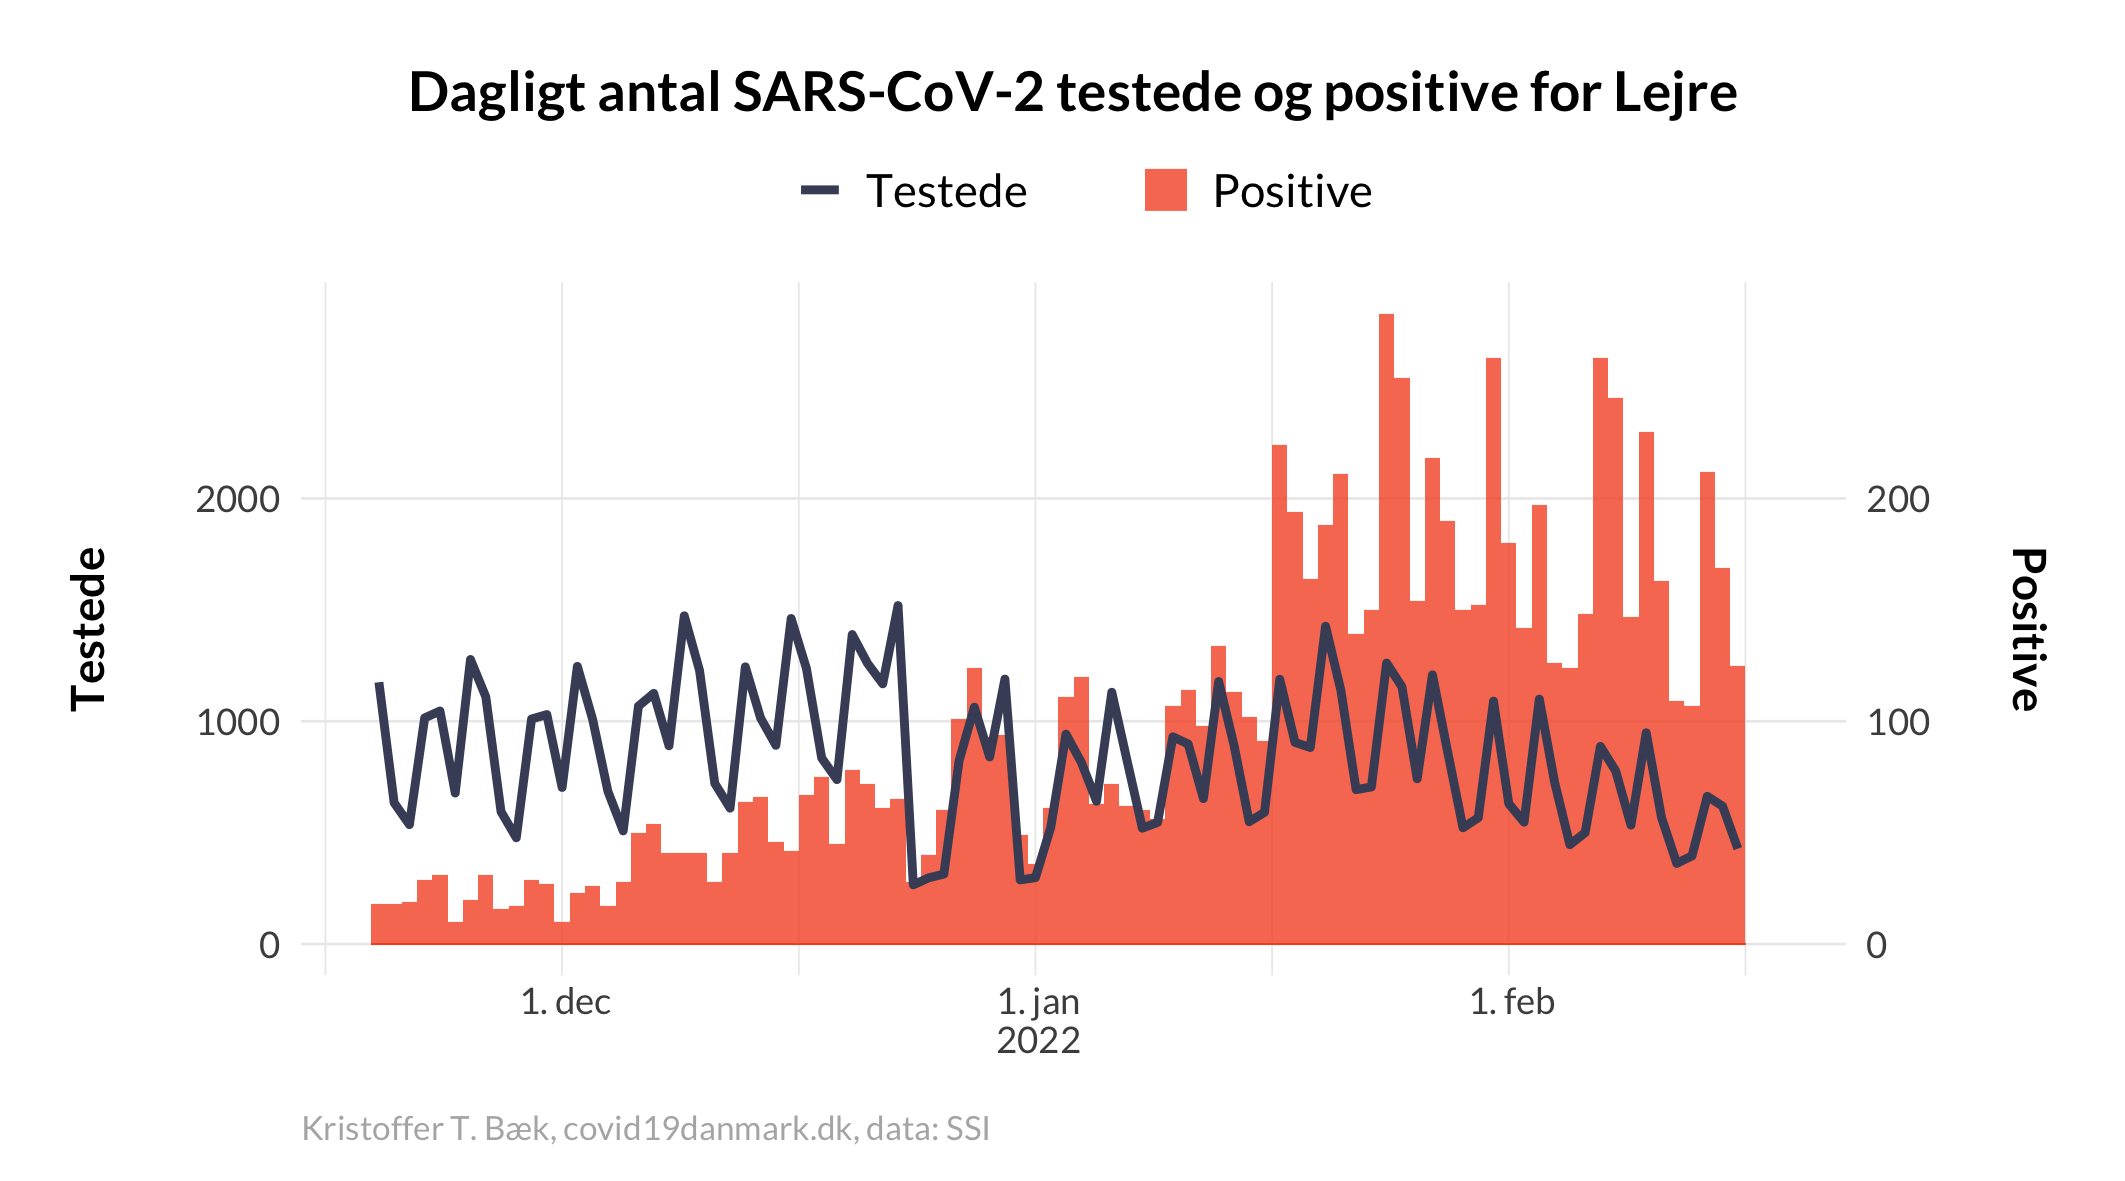 Dagligt antal SARS-CoV-2 testede og positive for Lejre
Testede
Positive
Testede
2000
1000
0
200
100
0
Positive
1. dec
1. jan
2022
1. feb
Kristoffer T. Bæk, covid19danmark.dk, data: SSI